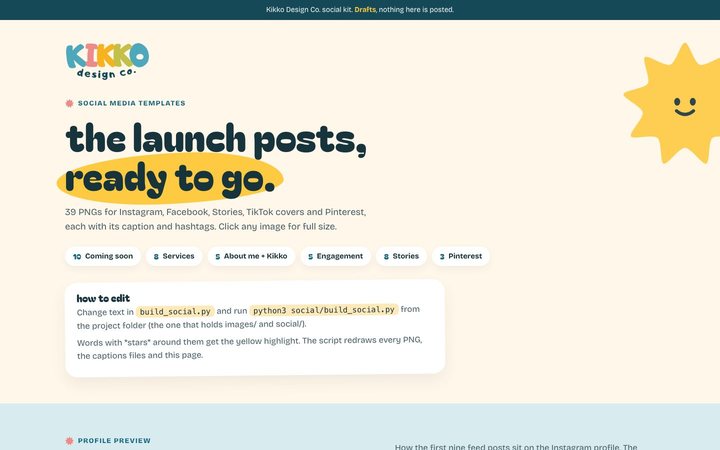 Kikko Design Co. social kit. Drafts, nothing here is posted.
KIKKO
design co.
SOCIAL MEDIA TEMPLATES
the launch posts,
ready to go.
39 PNGs for Instagram, Facebook, Stories, TikTok covers and Pinterest,
each with its caption and hashtags. Click any image for full size.
10 Coming soon
8 Services
5 About me + Kikko
5 Engagement
8 Stories
3 Pinterest
how to edit
Change text in build_social.py and run python3 social/build_social.py from
the project folder (the one that holds images/ and social/).
Words with *stars* around them get the yellow highlight. The script redraws every PNG,
the captions files and this page.
PROFILE PREVIEW
How the first nine feed posts sit on the Instagram profile. The